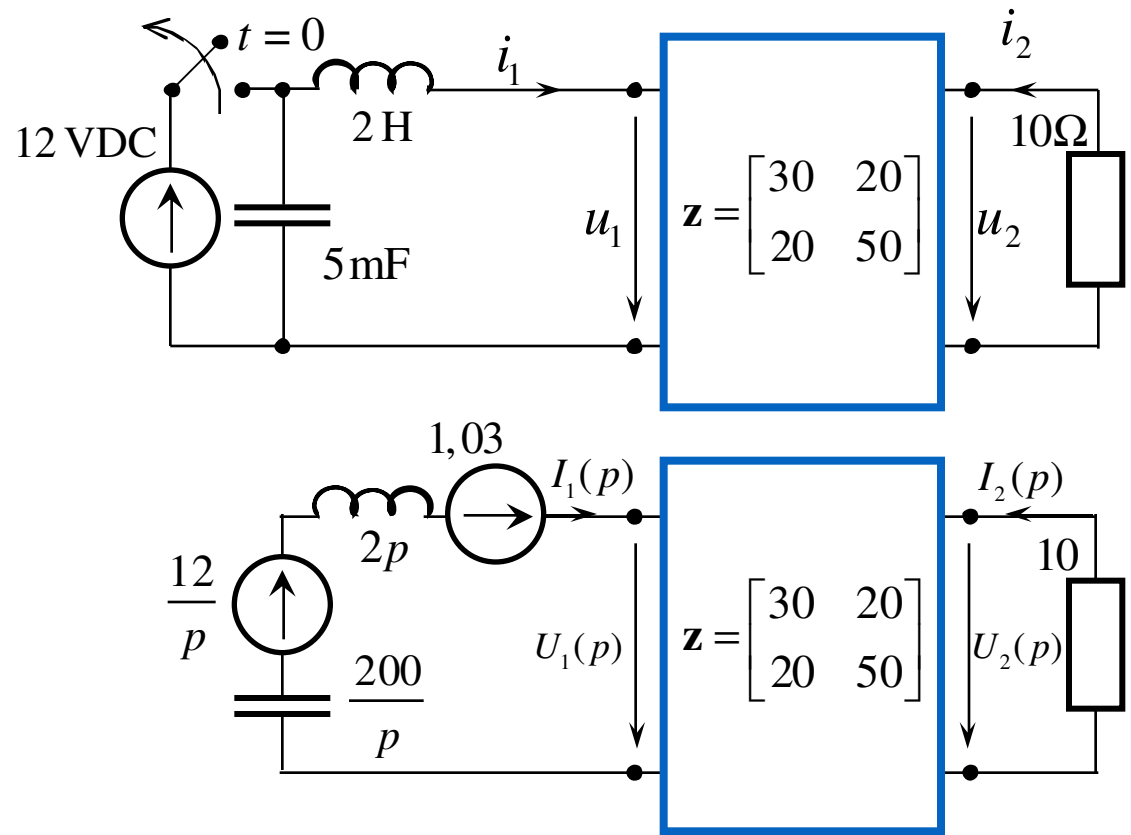 t = 0
i₁
i₂
2 H
12 VDC
10Ω
5 mF
u₁
z = [30 20
20 50]
u₂
1,03
I₁(p)
I₂(p)
2p
10
12/p
200/p
U₁(p)
z = [30 20
20 50]
U₂(p)